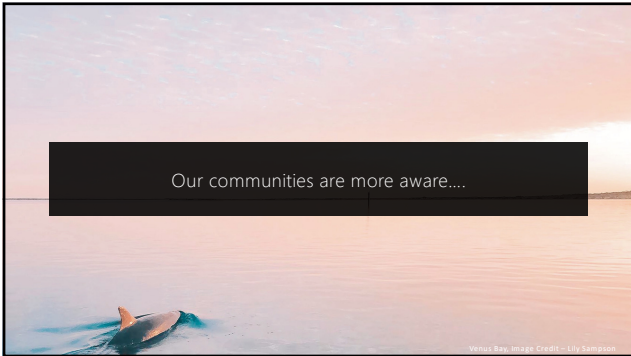 Our communities are more aware....
Venus Bay, Image Credit – Lily Sampson